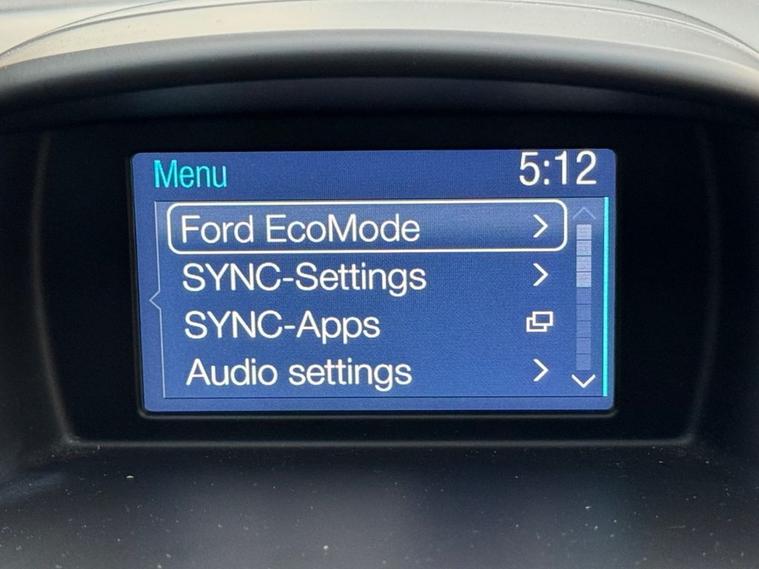 Menu 5:12
Ford EcoMode
SYNC-Settings
SYNC-Apps
Audio settings